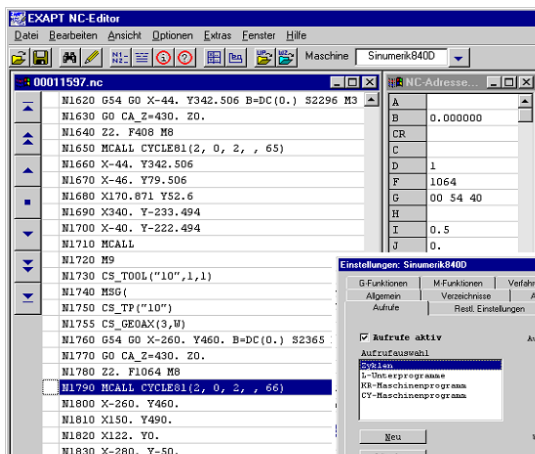 EXAPT NC-Editor
Datei Bearbeiten Ansicht Optionen Extras Fenster Hilfe
Maschine Sinumerik840D
00011597.nc
N1620 G54 G0 X-44. Y342.506 B=DC(0.) S2296 M3
N1630 G0 CA_Z=430. Z0.
N1640 Z2. F408 M8
N1650 MCALL CYCLE81(2, 0, 2, , 65)
N1660 X-44. Y342.506
N1670 X-46. Y79.506
N1680 X170.871 Y52.6
N1690 X340. Y-233.494
N1700 X-40. Y-222.494
N1710 MCALL
N1720 M9
N1730 CS_TOOL("10",1,1)
N1740 MSG(
N1750 CS_TP("10")
N1755 CS_GEOAX(3,W)
N1760 G54 G0 X-260. Y460. B=DC(0.) S2365
N1770 G0 CA_Z=430. Z0.
N1780 Z2. F1064 M8
N1790 MCALL CYCLE81(2, 0, 2, , 66)
N1800 X-260. Y460.
N1810 X150. Y490.
N1820 X122. Y0.
N1830 X-280. Y-50.
NC-Adresse...
A
B 0.000000
CR
C
D 1
F 1064
G 00 54 40
H
I 0.5
J 0.
Einstellungen: Sinumerik840D
G-Funktionen M-Funktionen Verfahr
Allgemein Verzeichnisse A
Aufrufe Restl. Einstellungen
Aufrufe aktiv
Aufrufauswahl
Zyklen
L-Unterprogramme
KR-Maschinenprogramm
CY-Maschinenprogramm
Neu